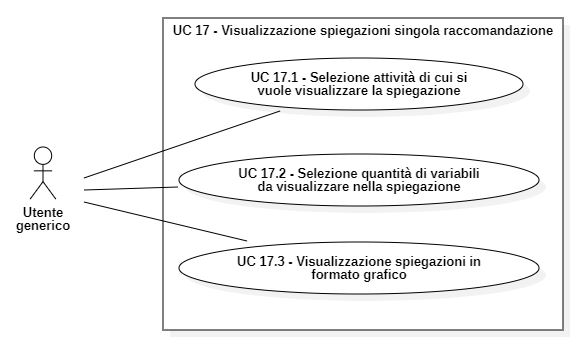 UC 17 - Visualizzazione spiegazioni singola raccomandazione
UC 17.1 - Selezione attività di cui si
vuole visualizzare la spiegazione
UC 17.2 - Selezione quantità di variabili
da visualizzare nella spiegazione
Utente
generico
UC 17.3 - Visualizzazione spiegazioni in
formato grafico